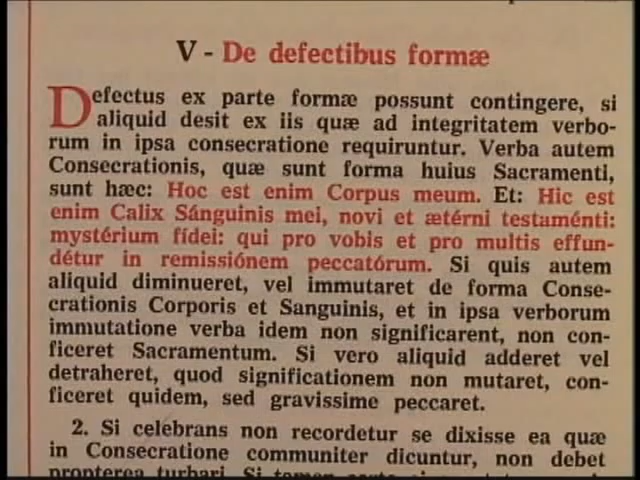 V - De defectibus formæ
Defectus ex parte formæ possunt contingere, si
aliquid desit ex iis quæ ad integritatem verbo-
rum in ipsa consecratione requiruntur. Verba autem
Consecrationis, quæ sunt forma huius Sacramenti,
sunt hæc: Hoc est enim Corpus meum. Et: Hic est
enim Calix Sánguinis mei, novi et ætérni testaménti:
mystérium fídei: qui pro vobis et pro multis effun-
détur in remissiónem peccatórum. Si quis autem
aliquid diminueret, vel immutaret de forma Conse-
crationis Corporis et Sanguinis, et in ipsa verborum
immutatione verba idem non significarent, non con-
ficeret Sacramentum. Si vero aliquid adderet vel
detraheret, quod significationem non mutaret, con-
ficeret quidem, sed gravissime peccaret.
2. Si celebrans non recordetur se dixisse ea quæ
in Consecratione communiter dicuntur, non debet
propterea turbari. Si tamen certo ei